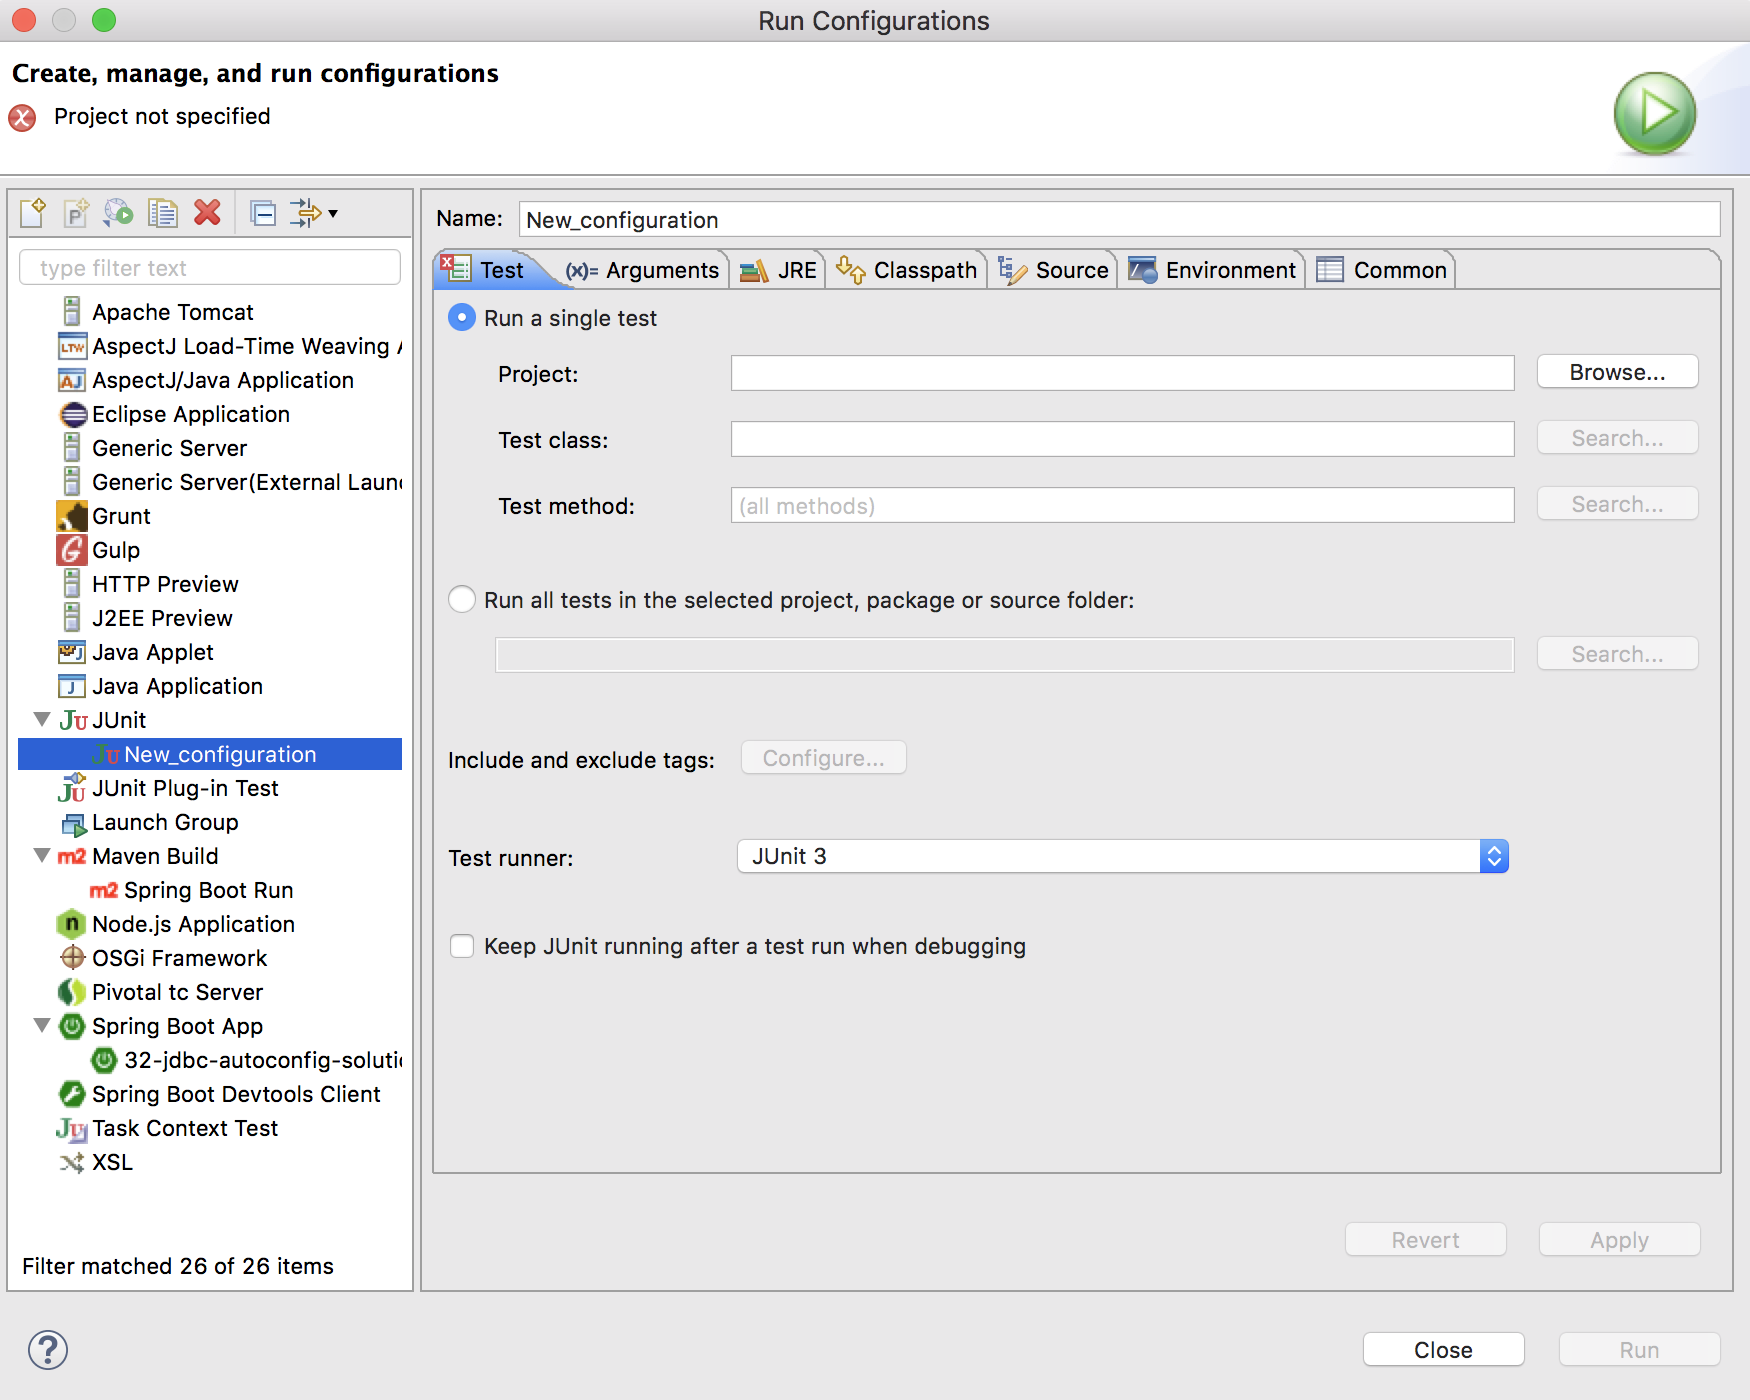 Run Configurations
Create, manage, and run configurations
Project not specified
type filter text
Apache Tomcat
AspectJ Load-Time Weaving
AspectJ/Java Application
Eclipse Application
Generic Server
Generic Server(External
Grunt
Gulp
HTTP Preview
J2EE Preview
Java Applet
Java Application
JUnit
New_configuration
JUnit Plug-in Test
Launch Group
Maven Build
Spring Boot Run
Node.js Application
OSGi Framework
Pivotal tc Server
Spring Boot App
32-jdbc-autoconfig-soluti
Spring Boot Devtools Client
Task Context Test
XSL
Filter matched 26 of 26 items
Name: New_configuration
Test (x)= Arguments JRE Classpath Source Environment Common
Run a single test
Project: Browse...
Test class: Search...
Test method: (all methods) Search...
Run all tests in the selected project, package or source folder:
Search...
Include and exclude tags: Configure...
Test runner: JUnit 3
Keep JUnit running after a test run when debugging
Revert Apply
? Close Run